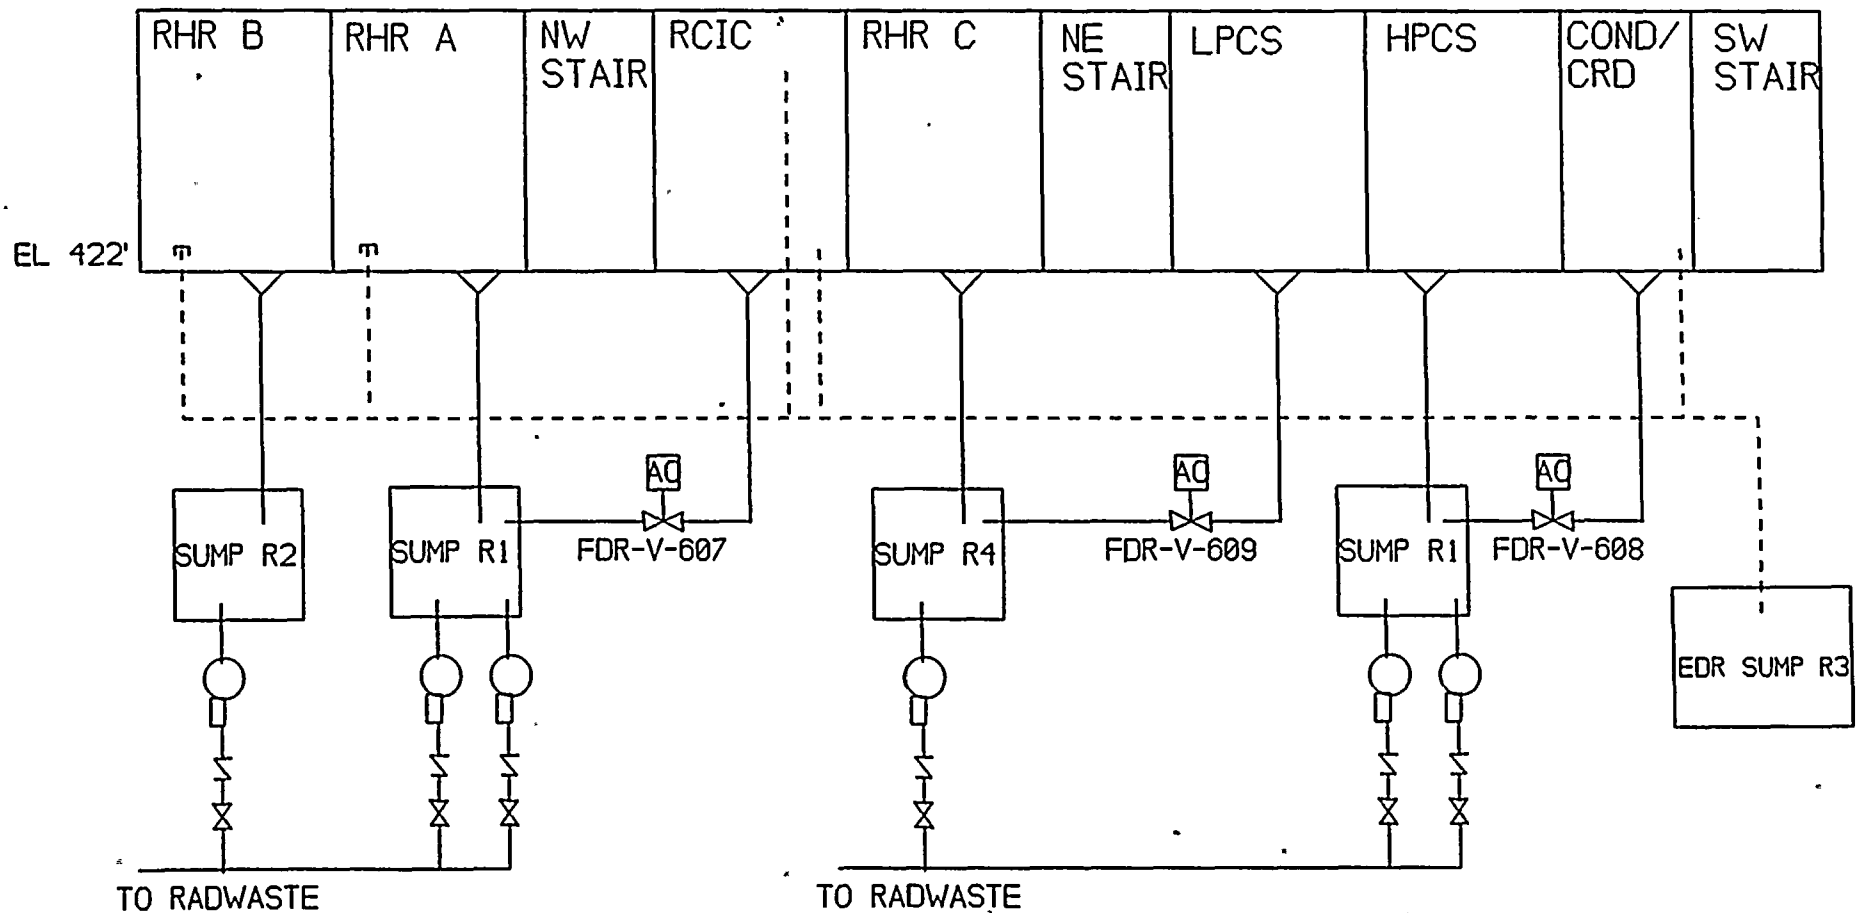 RHR B
RHR A
NW
STAIR
RCIC
RHR C
NE
STAIR
LPCS
HPCS
COND/
CRD
SW
STAIR
EL 422'
AO
AO
AO
SUMP R2
SUMP R1
FDR-V-607
SUMP R4
FDR-V-609
SUMP R1
FDR-V-608
EDR SUMP R3
TO RADWASTE
TO RADWASTE